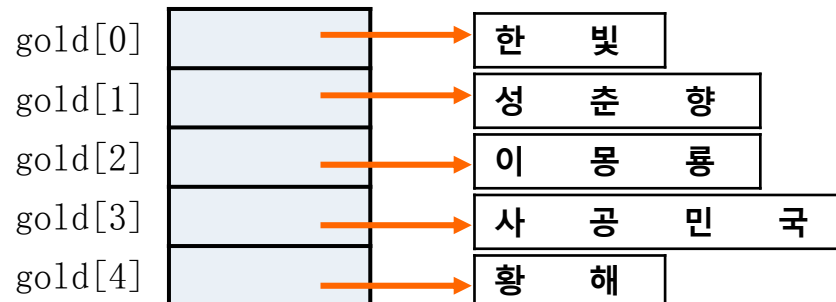 gold[0] 한 빛
gold[1] 성 춘 향
gold[2] 이 몽 룡
gold[3] 사 공 민 국
gold[4] 황 해